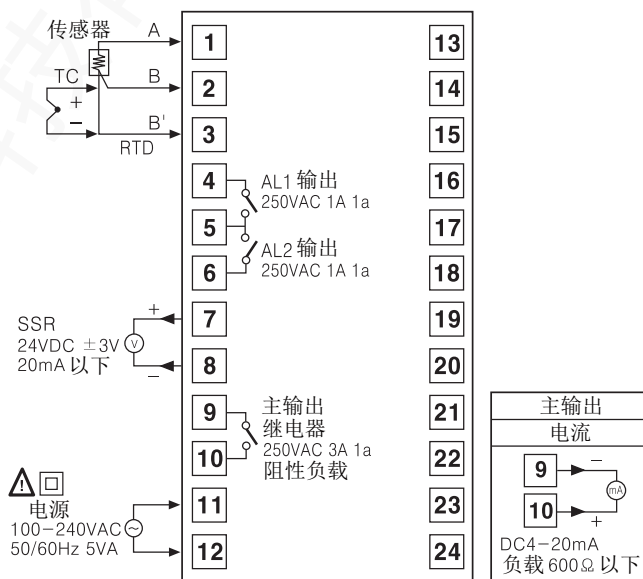 传感器
A
TC
B
+
−
B'
RTD
1
2
3
4
5
6
7
8
9
10
11
12
13
14
15
16
17
18
19
20
21
22
23
24
AL1 输出
250VAC 1A 1a
AL2 输出
250VAC 1A 1a
+
SSR
24VDC ±3V
V
20mA 以下
−
主输出
继电器
250VAC 3A 1a
阻性负载
电源
100−240VAC
50/60Hz 5VA
主输出
电流
9
−
mA
10
+
DC4−20mA
负载 600Ω 以下